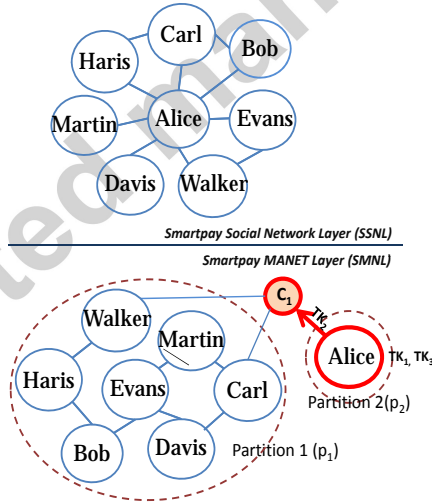 Carl
Bob
Haris
Martin
Alice
Evans
Davis
Walker
Smartpay Social Network Layer (SSNL)
Smartpay MANET Layer (SMNL)
C1
TK2
Walker
Martin
Alice
TK1, TK3
Haris
Evans
Carl
Partition 2(p2)
Bob
Davis
Partition 1 (p1)